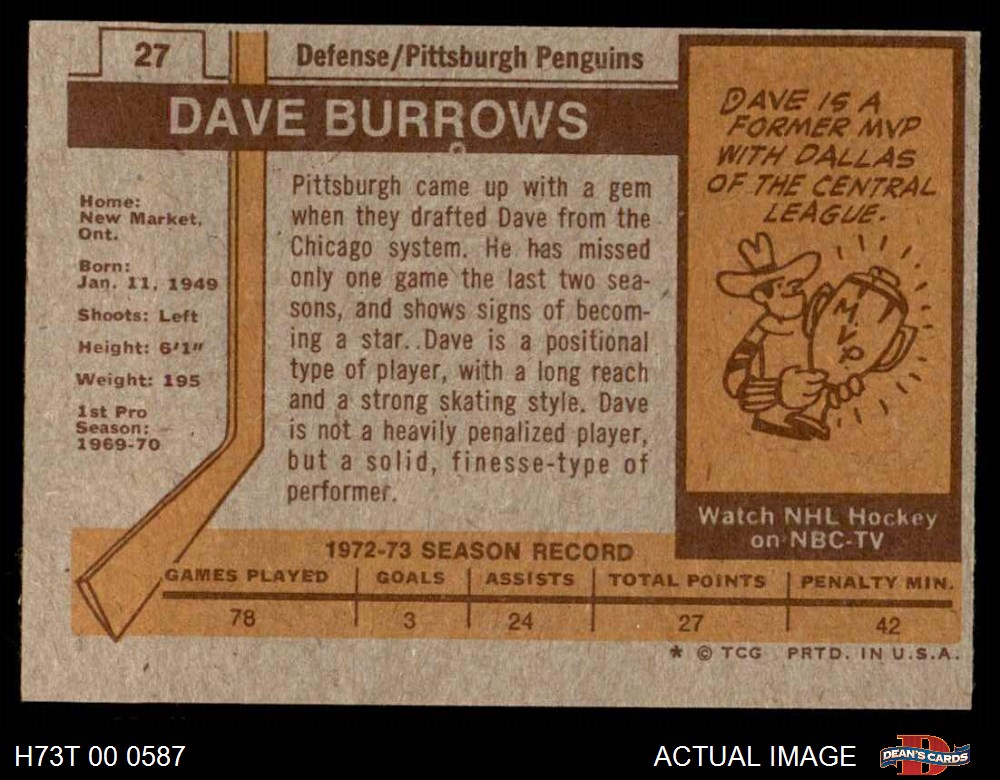 27
Defense/Pittsburgh Penguins
DAVE BURROWS
Home:
New Market,
Ont.
Born:
Jan. 11, 1949
Shoots: Left
Height: 6'1"
Weight: 195
1st Pro
Season:
1969-70
Pittsburgh came up with a gem
when they drafted Dave from the
Chicago system. He has missed
only one game the last two sea-
sons, and shows signs of becom-
ing a star. Dave is a positional
type of player, with a long reach
and a strong skating style. Dave
is not a heavily penalized player,
but a solid, finesse-type of
performer.
DAVE IS A
FORMER MVP
WITH DALLAS
OF THE CENTRAL
LEAGUE.
M.V.P.
Watch NHL Hockey
on NBC-TV
1972-73 SEASON RECORD
GAMES PLAYED GOALS ASSISTS TOTAL POINTS PENALTY MIN.
78 3 24 27 42
* © TCG PRTD. IN U.S.A.
H73T 00 0587
ACTUAL IMAGE
DEAN'S CARDS